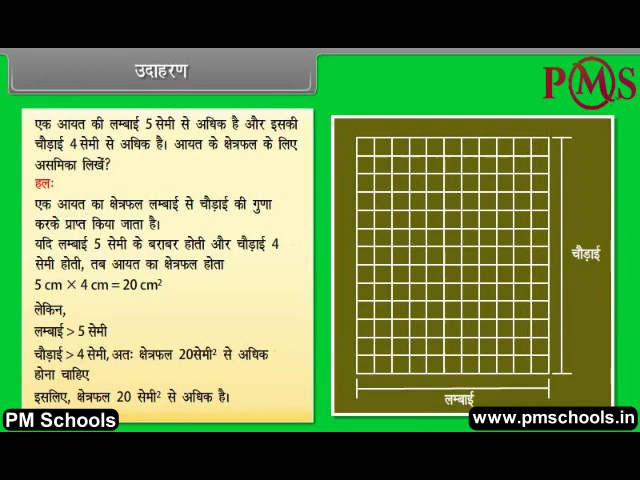 उदाहरण
PMS
एक आयत की लम्बाई 5 सेमी से अधिक है और इसकी
चौड़ाई 4 सेमी से अधिक है। आयत के क्षेत्रफल के लिए
असमिका लिखें?
हलः
एक आयत का क्षेत्रफल लम्बाई से चौड़ाई की गुणा
करके प्राप्त किया जाता है।
यदि लम्बाई 5 सेमी के बराबर होती और चौड़ाई 4
सेमी होती, तब आयत का क्षेत्रफल होता
5 cm × 4 cm = 20 cm²
लेकिन,
लम्बाई > 5 सेमी
चौड़ाई > 4 सेमी, अतः क्षेत्रफल 20सेमी² से अधिक
होना चाहिए
इसलिए, क्षेत्रफल 20 सेमी² से अधिक है।
चौड़ाई
लम्बाई
PM Schools
www.pmschools.in